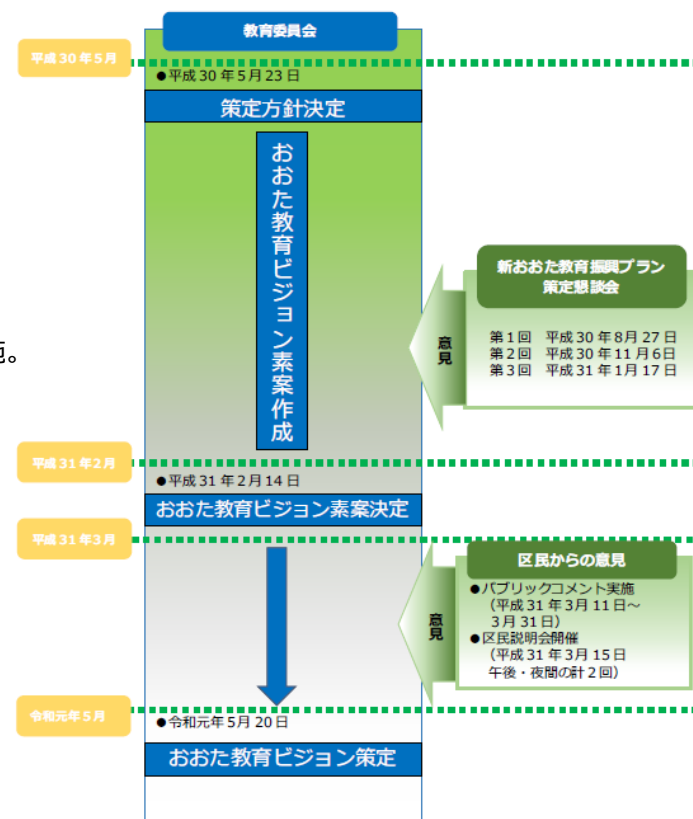 教育委員会
平成30年5月
●平成30年5月23日
策定方針決定
おおた教育ビジョン素案作成
新おおた教育振興プラン
策定懇談会
意見
第1回 平成30年8月27日
第2回 平成30年11月6日
第3回 平成31年1月17日
。
平成31年2月
●平成31年2月14日
おおた教育ビジョン素案決定
平成31年3月
区民からの意見
意見
●パブリックコメント実施
(平成31年3月11日~
3月31日)
●区民説明会開催
(平成31年3月15日
午後・夜間の計2回)
令和元年5月
●令和元年5月20日
おおた教育ビジョン策定